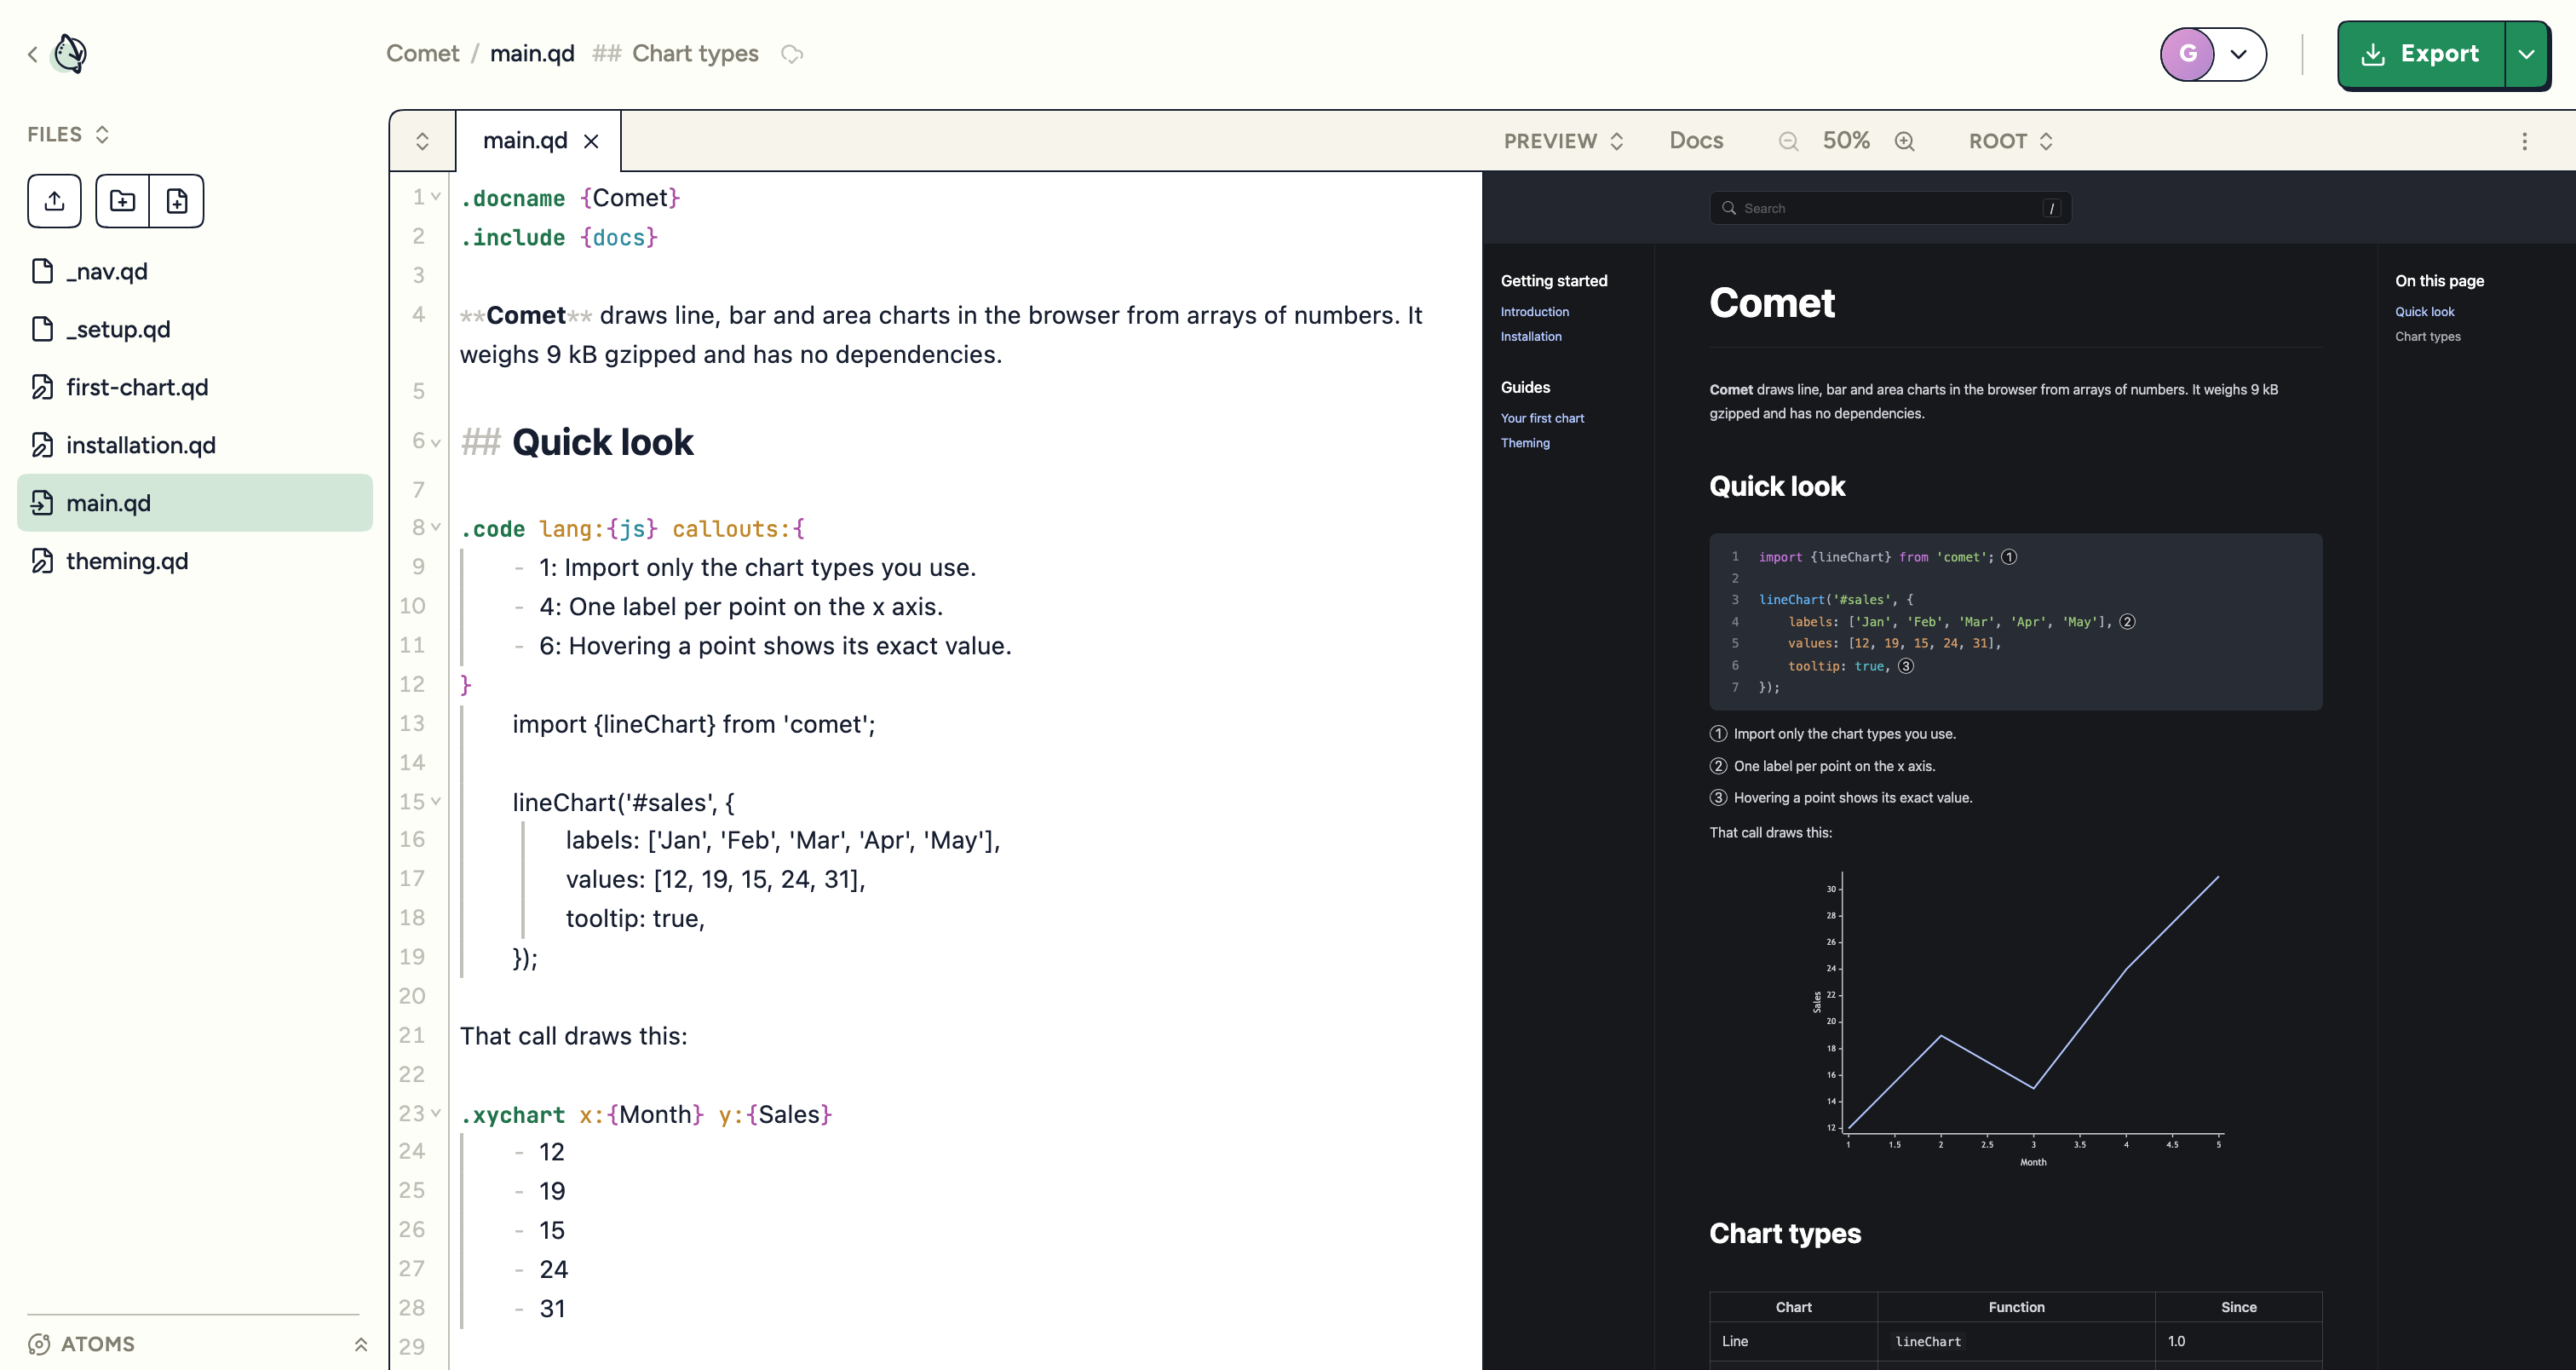 Comet / main.qd ## Chart types
G
Export
FILES
_nav.qd
_setup.qd
first-chart.qd
installation.qd
main.qd
theming.qd
ATOMS
main.qd
1 .docname {Comet}
2 .include {docs}
3
4 **Comet** draws line, bar and area charts in the browser from arrays of numbers. It
weighs 9 kB gzipped and has no dependencies.
5
6 ## Quick look
7
8 .code lang:{js} callouts:{
9 - 1: Import only the chart types you use.
10 - 4: One label per point on the x axis.
11 - 6: Hovering a point shows its exact value.
12 }
13 import {lineChart} from 'comet';
14
15 lineChart('#sales', {
16 labels: ['Jan', 'Feb', 'Mar', 'Apr', 'May'],
17 values: [12, 19, 15, 24, 31],
18 tooltip: true,
19 });
20
21 That call draws this:
22
23 .xychart x:{Month} y:{Sales}
24 - 12
25 - 19
26 - 15
27 - 24
28 - 31
29
PREVIEW Docs 50% ROOT
Search /
Getting started
Introduction
Installation
Guides
Your first chart
Theming
Comet
Comet draws line, bar and area charts in the browser from arrays of numbers. It weighs 9 kB
gzipped and has no dependencies.
Quick look
1 import {lineChart} from 'comet'; 1
2
3 lineChart('#sales', {
4 labels: ['Jan', 'Feb', 'Mar', 'Apr', 'May'], 2
5 values: [12, 19, 15, 24, 31],
6 tooltip: true, 3
7 });
1 Import only the chart types you use.
2 One label per point on the x axis.
3 Hovering a point shows its exact value.
That call draws this:
30
28
26
24
22
20
18
16
14
12
Sales
1 1.5 2 2.5 3 3.5 4 4.5 5
Month
Chart types
Chart Function Since
Line lineChart 1.0
On this page
Quick look
Chart types